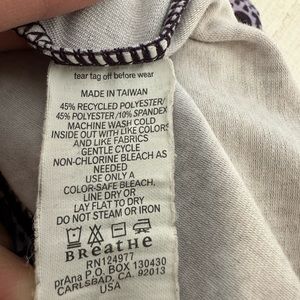 tear tag off before wear
MADE IN TAIWAN
45% RECYCLED POLYESTER/
45% POLYESTER/10% SPANDEX
MACHINE WASH COLD
INSIDE OUT WITH LIKE COLORS
AND LIKE FABRICS
GENTLE CYCLE
NON-CHLORINE BLEACH AS
NEEDED
USE ONLY A
COLOR-SAFE BLEACH,
LINE DRY OR
LAY FLAT TO DRY
DO NOT STEAM OR IRON
BReatHe
RN124977
prAna P.O. BOX 130430
CARLSBAD, CA. 92013
USA